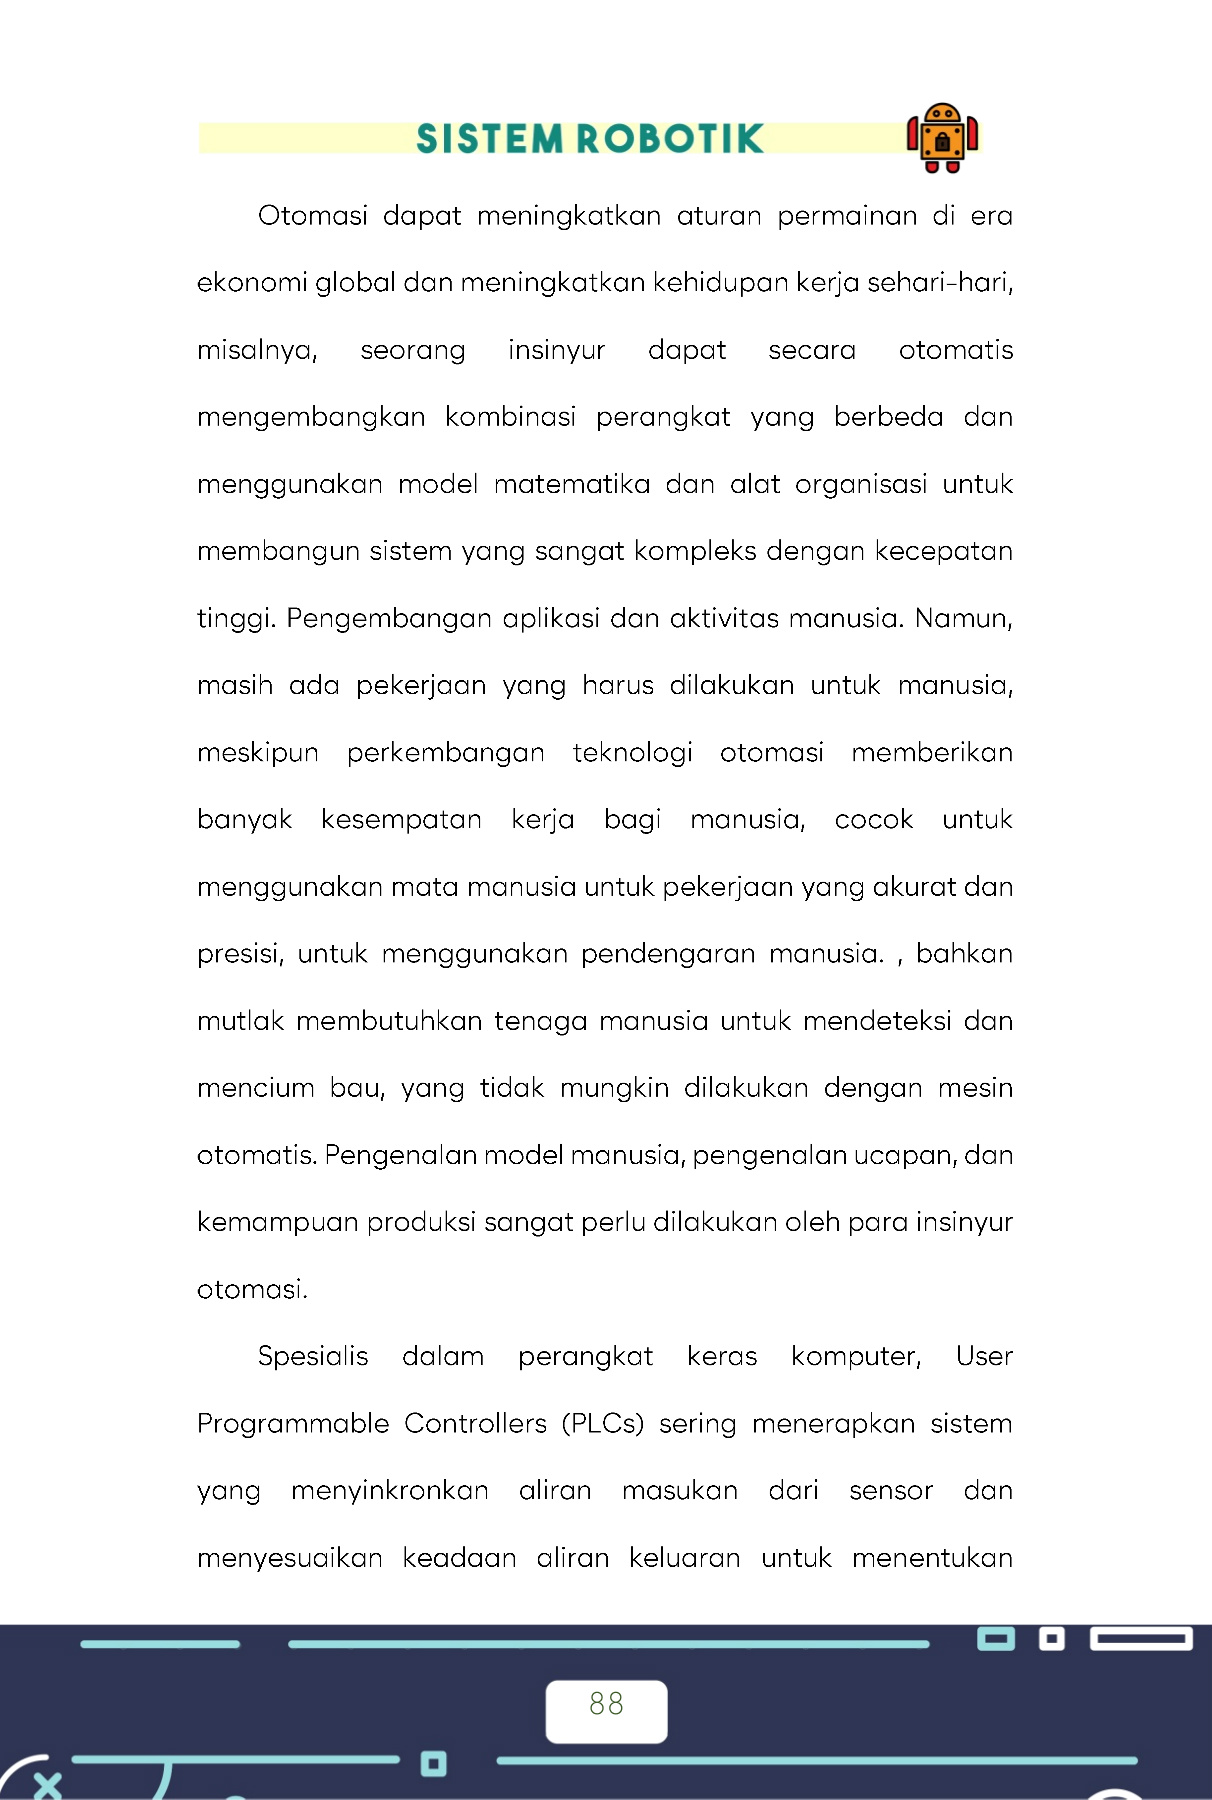 SISTEM ROBOTIK
Otomasi dapat meningkatkan aturan permainan di era
ekonomi global dan meningkatkan kehidupan kerja sehari-hari,
misalnya, seorang insinyur dapat secara otomatis
mengembangkan kombinasi perangkat yang berbeda dan
menggunakan model matematika dan alat organisasi untuk
membangun sistem yang sangat kompleks dengan kecepatan
tinggi. Pengembangan aplikasi dan aktivitas manusia. Namun,
masih ada pekerjaan yang harus dilakukan untuk manusia,
meskipun perkembangan teknologi otomasi memberikan
banyak kesempatan kerja bagi manusia, cocok untuk
menggunakan mata manusia untuk pekerjaan yang akurat dan
presisi, untuk menggunakan pendengaran manusia. , bahkan
mutlak membutuhkan tenaga manusia untuk mendeteksi dan
mencium bau, yang tidak mungkin dilakukan dengan mesin
otomatis. Pengenalan model manusia, pengenalan ucapan, dan
kemampuan produksi sangat perlu dilakukan oleh para insinyur
otomasi.
Spesialis dalam perangkat keras komputer, User
Programmable Controllers (PLCs) sering menerapkan sistem
yang menyinkronkan aliran masukan dari sensor dan
menyesuaikan keadaan aliran keluaran untuk menentukan
88